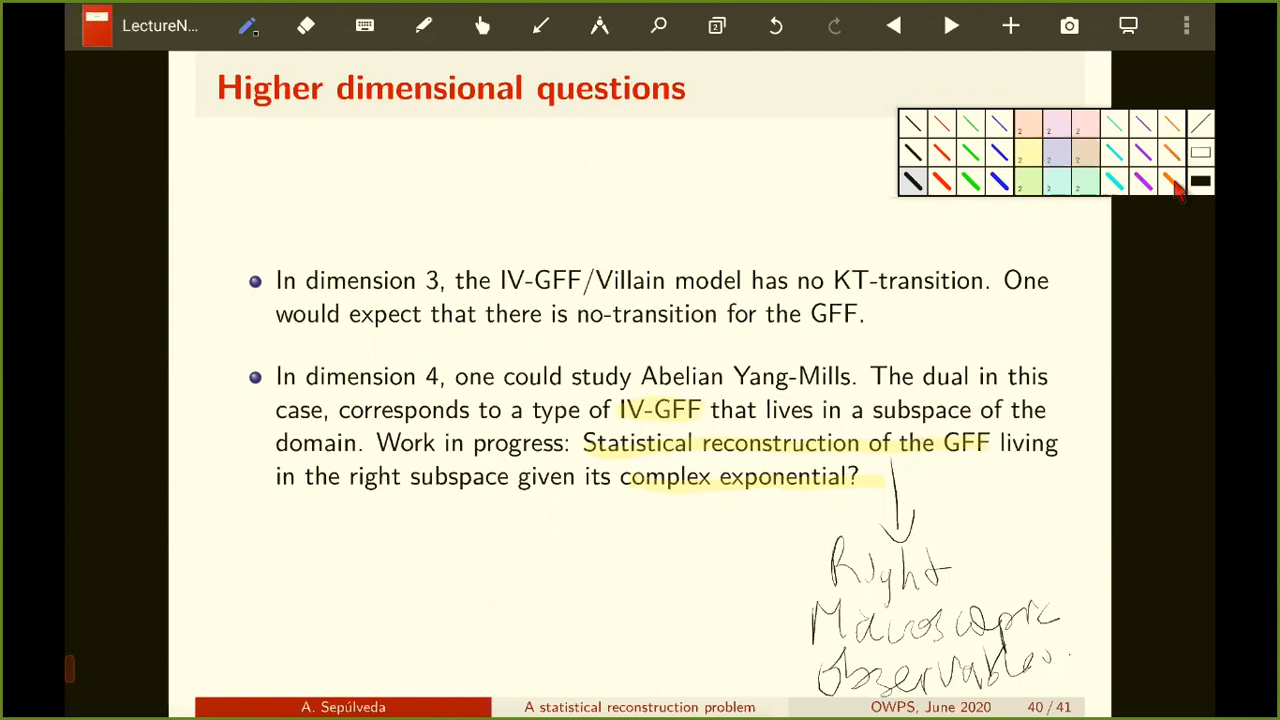 LectureN...
Higher dimensional questions
In dimension 3, the IV-GFF/Villain model has no KT-transition. One
would expect that there is no-transition for the GFF.
In dimension 4, one could study Abelian Yang-Mills. The dual in this
case, corresponds to a type of IV-GFF that lives in a subspace of the
domain. Work in progress: Statistical reconstruction of the GFF living
in the right subspace given its complex exponential?
Right
Macroscopic
observables.
A. Sepúlveda
A statistical reconstruction problem
OWPS, June 2020
40 / 41